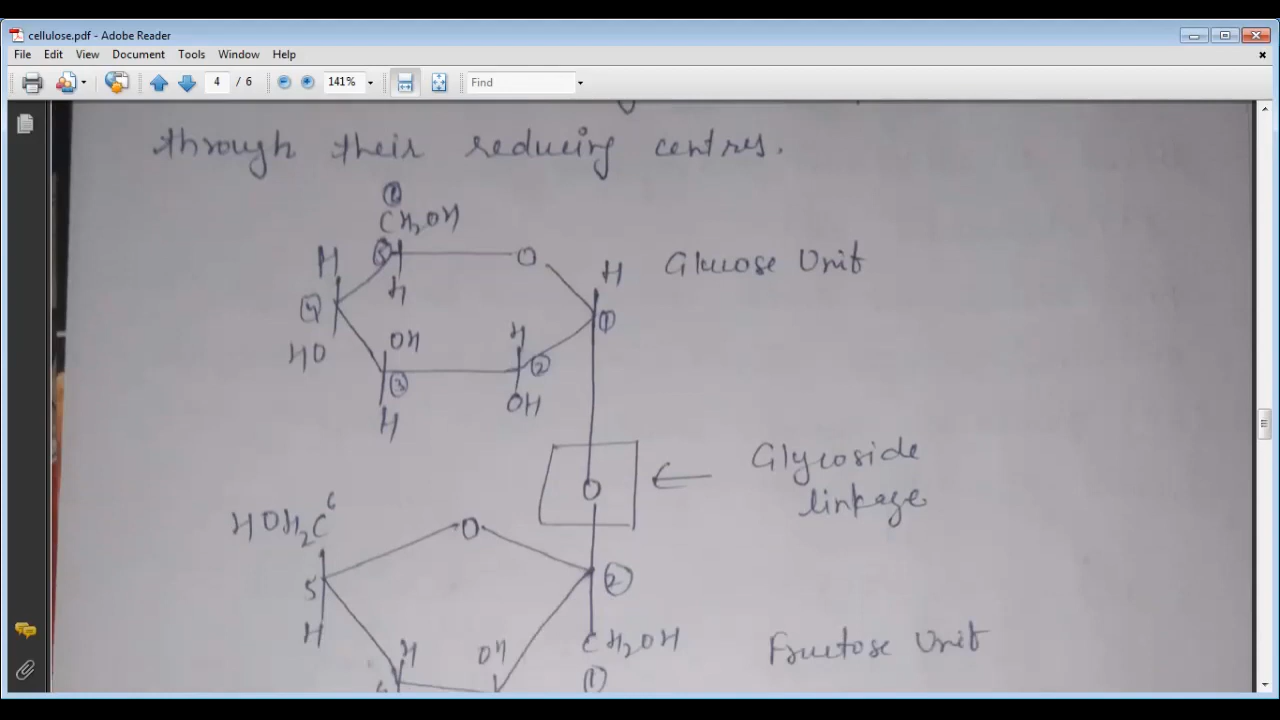 cellulose.pdf - Adobe Reader
File Edit View Document Tools Window Help
4 / 6 141% Find
through their reducing centres.
6
CH2OH
5 O
H H Glucose Unit
4 H 1
HO OH H
3 2
H OH
Glycoside
O linkage
6
HOH2C O
5 2
H
H OH CH2OH Fructose Unit
1